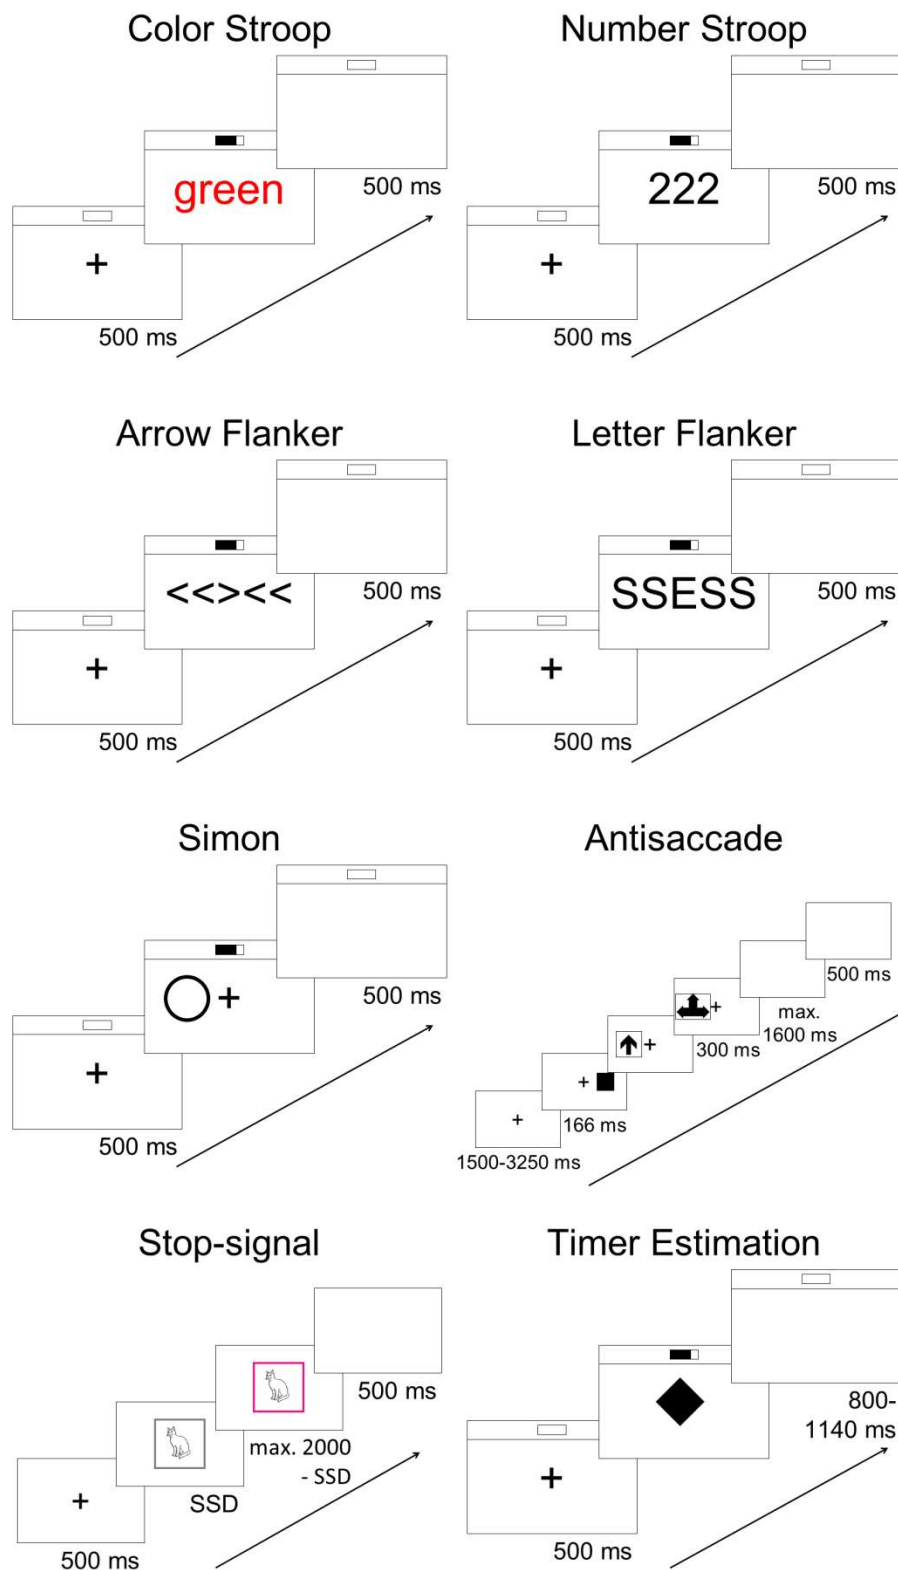 Color Stroop
green
500 ms
500 ms
Number Stroop
222
500 ms
500 ms
Arrow Flanker
<<><<
500 ms
500 ms
Letter Flanker
SSESS
500 ms
500 ms
Simon
500 ms
500 ms
Antisaccade
500 ms
max.
1600 ms
300 ms
166 ms
1500-3250 ms
Stop-signal
500 ms
max. 2000
- SSD
SSD
500 ms
Timer Estimation
800-
1140 ms
500 ms